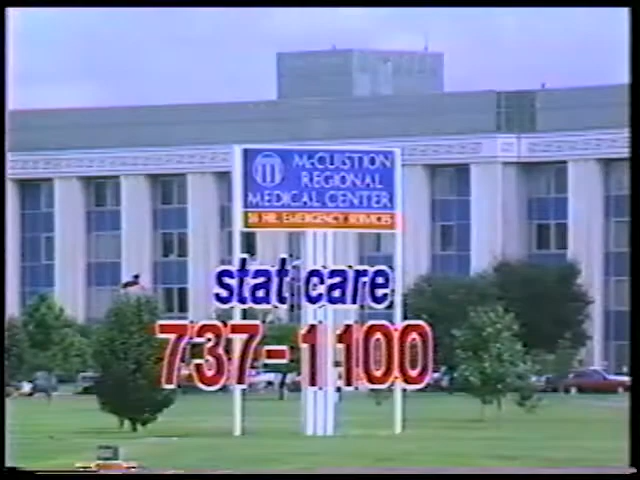 McCUISTION
REGIONAL
MEDICAL CENTER
24 HR. EMERGENCY SERVICES
stat care
737-1100